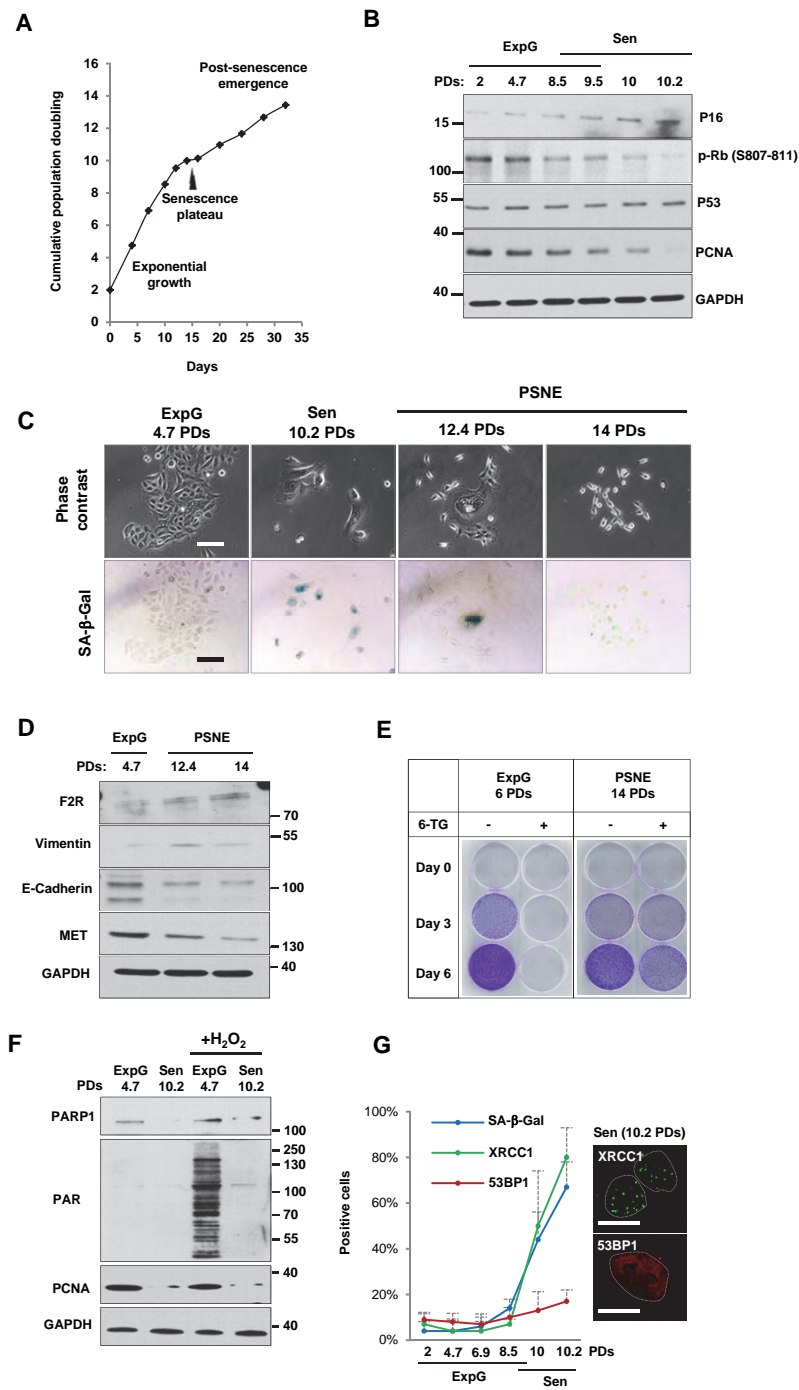 A
Cumulative population doubling
16
14
12
10
8
6
4
2
0
0 5 10 15 20 25 30 35
Days
Post-senescence
emergence
Senescence
plateau
Exponential
growth
B
ExpG Sen
PDs: 2 4.7 8.5 9.5 10 10.2
15 P16
100 p-Rb (S807-811)
55 P53
40 PCNA
40 GAPDH
C
PSNE
ExpG Sen
4.7 PDs 10.2 PDs 12.4 PDs 14 PDs
Phase
contrast
SA-β-Gal
D
ExpG PSNE
PDs: 4.7 12.4 14
F2R 70
Vimentin 55
E-Cadherin 100
MET 130
GAPDH 40
E
ExpG PSNE
6 PDs 14 PDs
6-TG - + - +
Day 0
Day 3
Day 6
F
+H2O2
ExpG Sen ExpG Sen
PDs 4.7 10.2 4.7 10.2
PARP1 100
250
130
PAR 100
70
55
PCNA 40
GAPDH 40
G
Positive cells
100%
80%
60%
40%
20%
0%
SA-β-Gal
XRCC1
53BP1
2 4.7 6.9 8.5 10 10.2 PDs
ExpG Sen
Sen (10.2 PDs)
XRCC1
53BP1